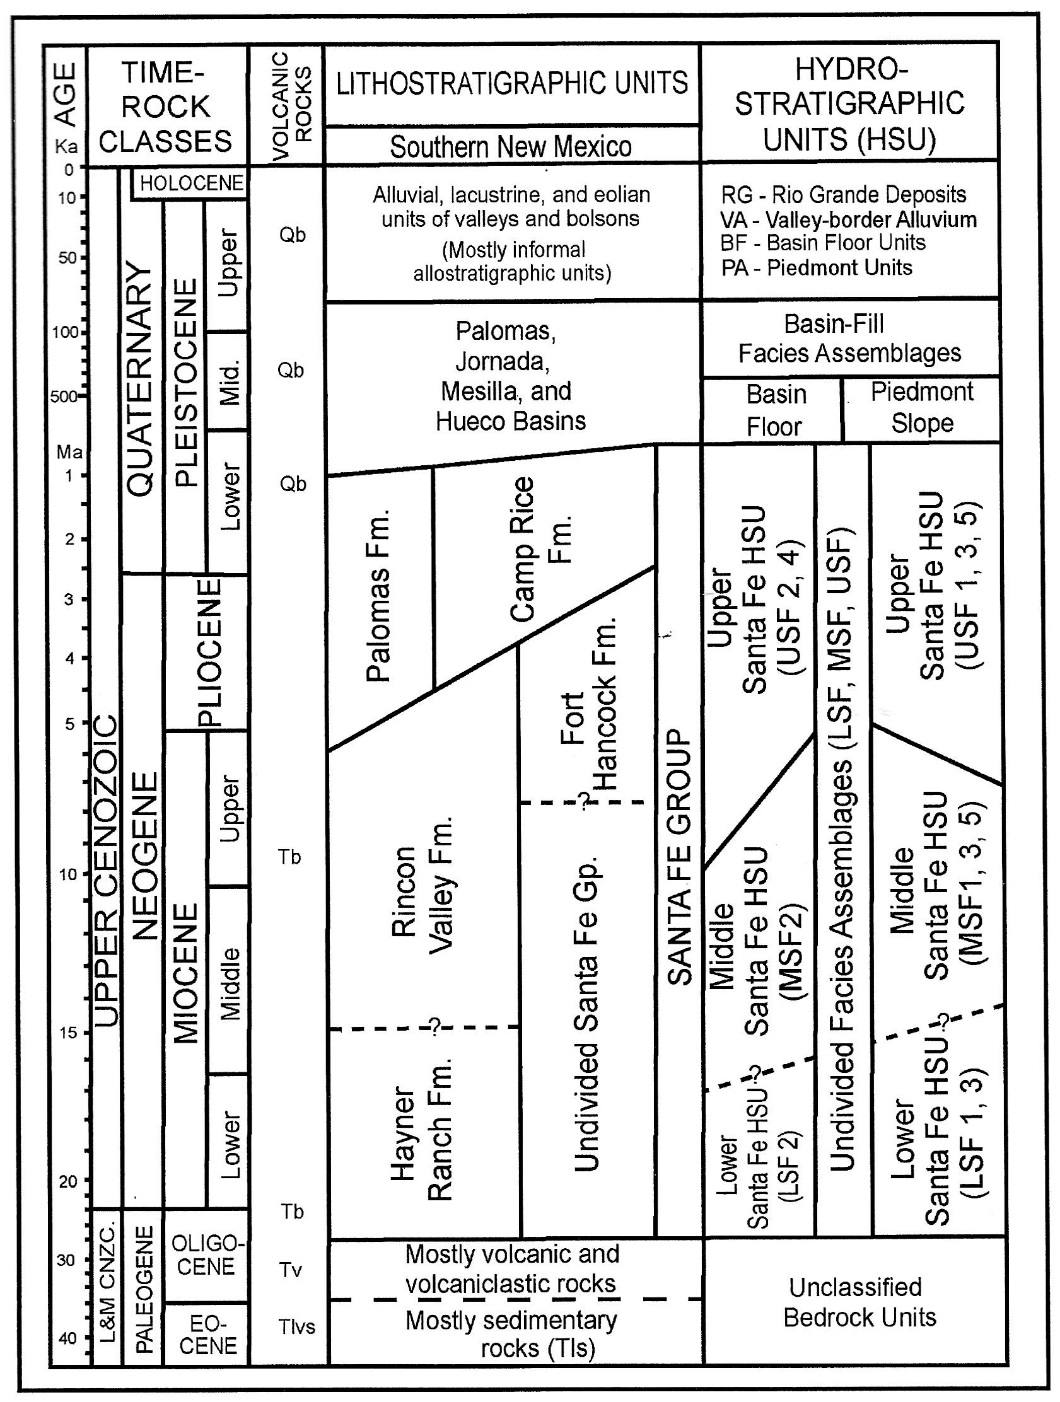 AGE
Ka
TIME-
ROCK
CLASSES
VOLCANIC
ROCKS
LITHOSTRATIGRAPHIC UNITS
Southern New Mexico
HYDRO-
STRATIGRAPHIC
UNITS (HSU)
0
10
50
100
500
Ma
1
2
3
4
5
10
15
20
30
40
UPPER CENOZOIC
L&M CNZC.
QUATERNARY
NEOGENE
PALEOGENE
HOLOCENE
PLEISTOCENE
Upper
Mid.
Lower
PLIOCENE
MIOCENE
Upper
Middle
Lower
OLIGO-
CENE
EO-
CENE
Qb
Qb
Qb
Tb
Tb
Tv
Tlvs
Alluvial, lacustrine, and eolian
units of valleys and bolsons
(Mostly informal
allostratigraphic units)
Palomas,
Jornada,
Mesilla, and
Hueco Basins
Palomas Fm.
Camp Rice
Fm.
Fort
Hancock Fm.
?
Rincon
Valley Fm.
?
Hayner
Ranch Fm.
Undivided Santa Fe Gp.
SANTA FE GROUP
Mostly volcanic and
volcaniclastic rocks
Mostly sedimentary
rocks (Tls)
RG - Rio Grande Deposits
VA - Valley-border Alluvium
BF - Basin Floor Units
PA - Piedmont Units
Basin-Fill
Facies Assemblages
Basin
Floor
Piedmont
Slope
Upper
Santa Fe HSU
(USF 2, 4)
Middle
Santa Fe HSU
(MSF2)
?
Lower
Santa Fe HSU
(LSF 2)
Undivided Facies Assemblages (LSF, MSF, USF)
Upper
Santa Fe HSU
(USF 1, 3, 5)
Middle
Santa Fe HSU
(MSF1, 3, 5)
?
Lower
Santa Fe HSU
(LSF 1, 3)
Unclassified
Bedrock Units